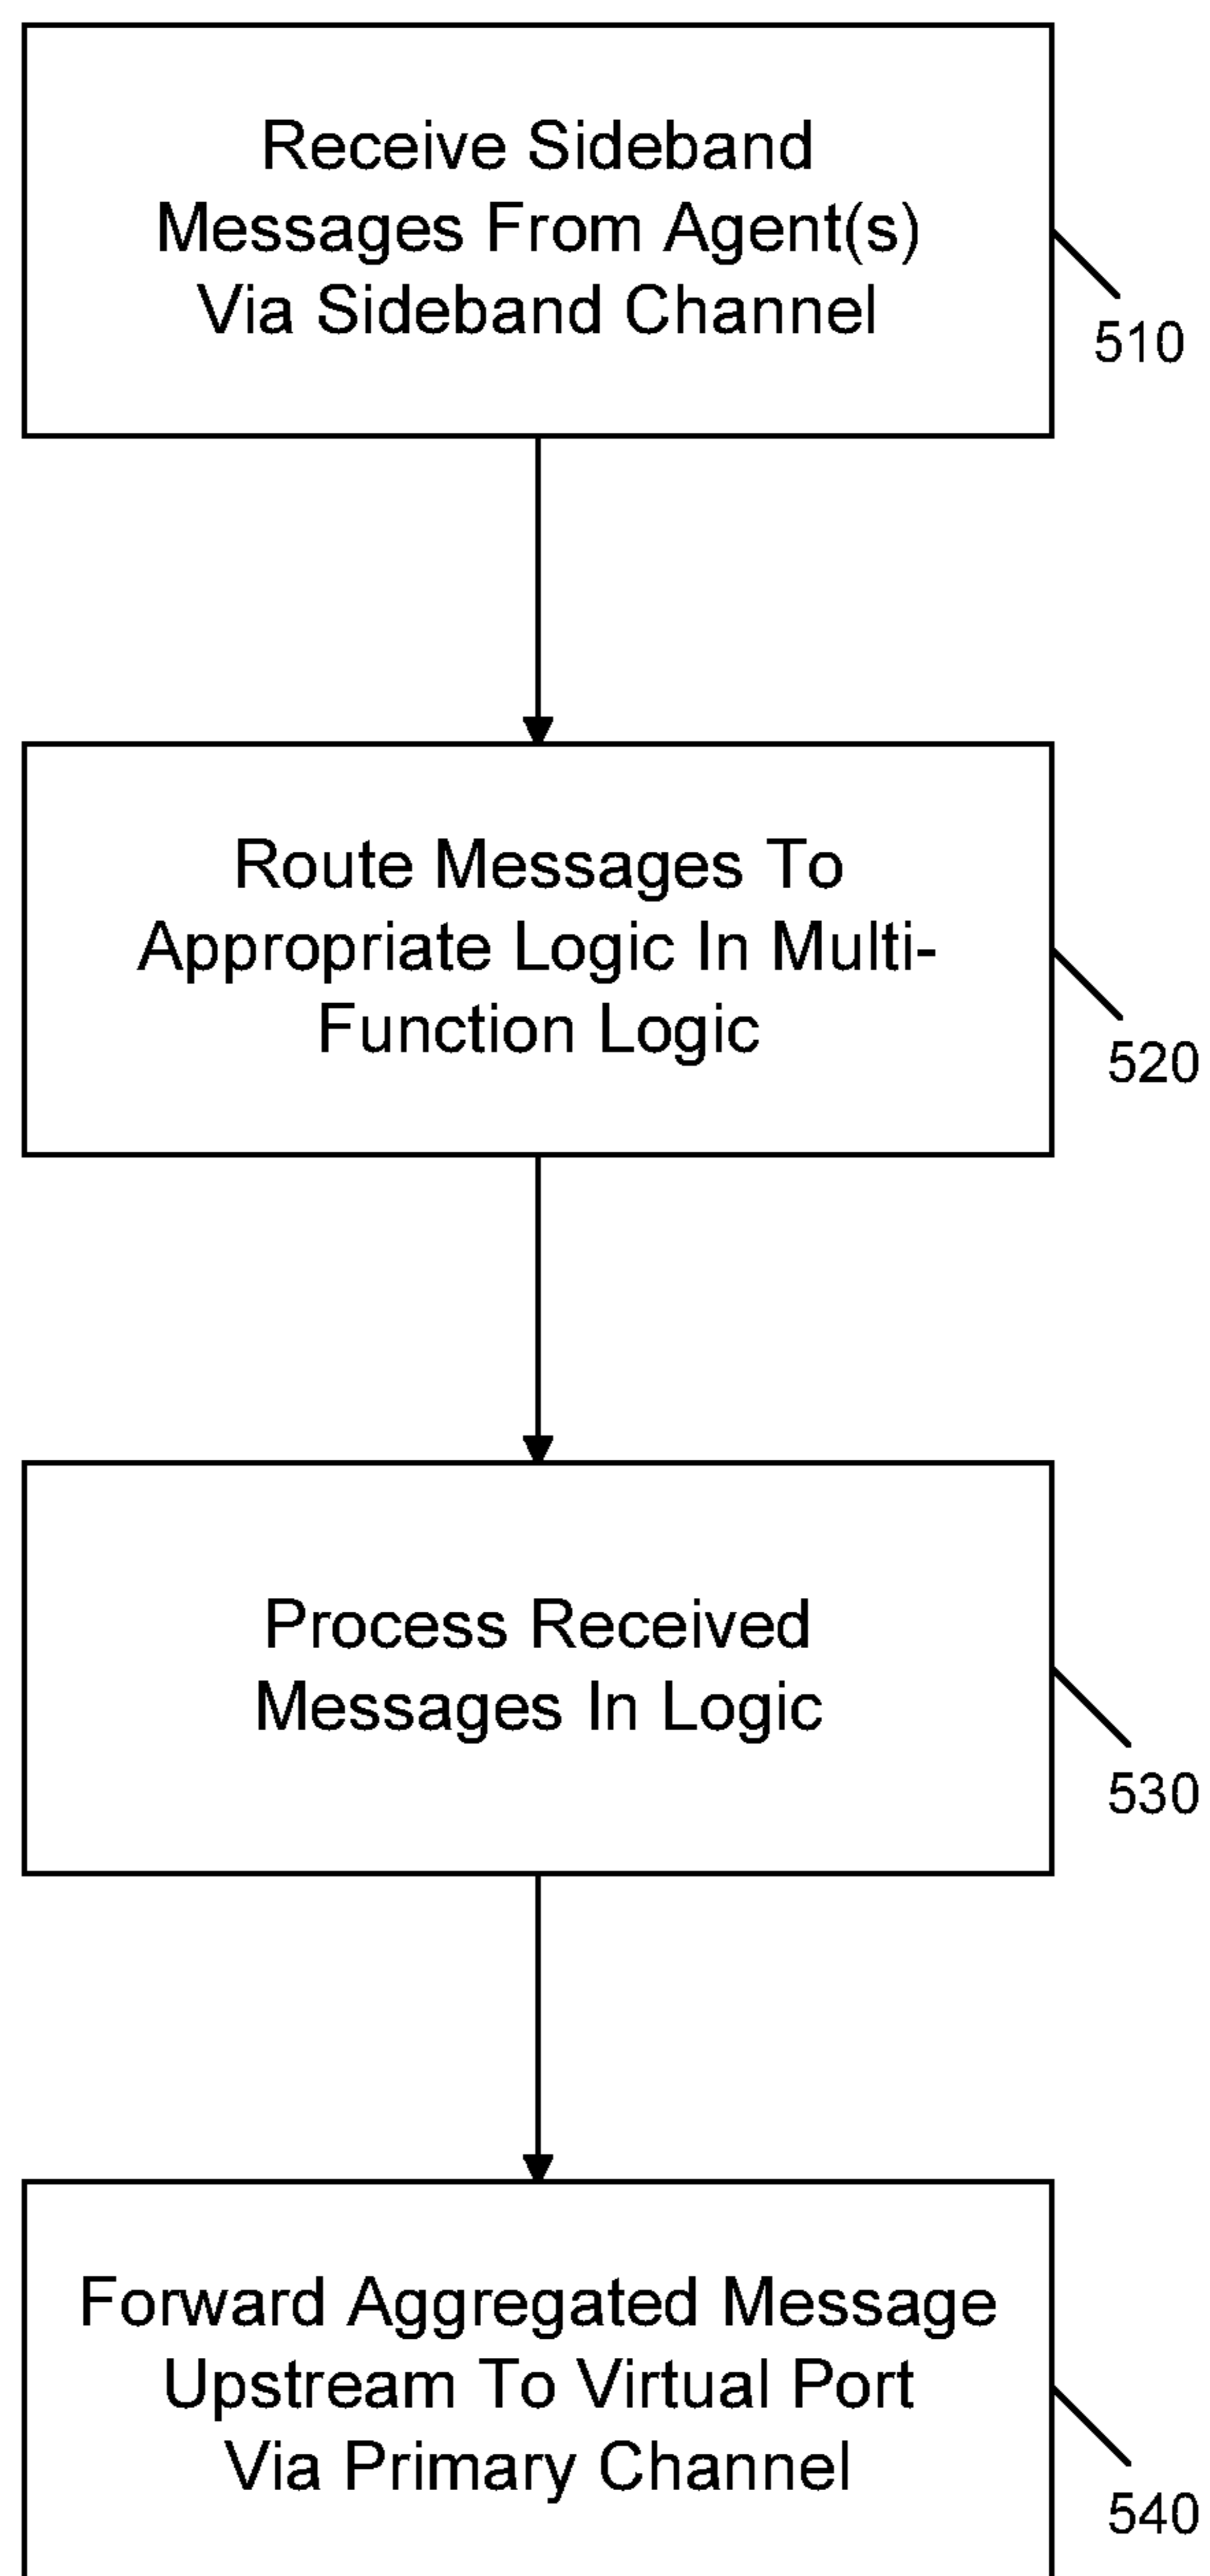 Receive Sideband
Messages From Agent(s)
Via Sideband Channel
510
Route Messages To
Appropriate Logic In Multi-
Function Logic
520
Process Received
Messages In Logic
530
Forward Aggregated Message
Upstream To Virtual Port
Via Primary Channel
540